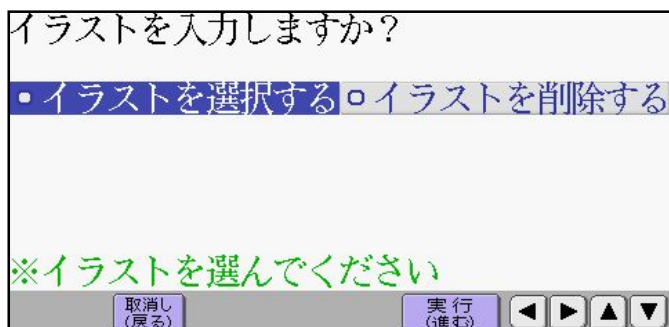 イラストを入力しますか？
イラストを選択する イラストを削除する
※イラストを選んでください
取消し 実行
(戻る) (進む)